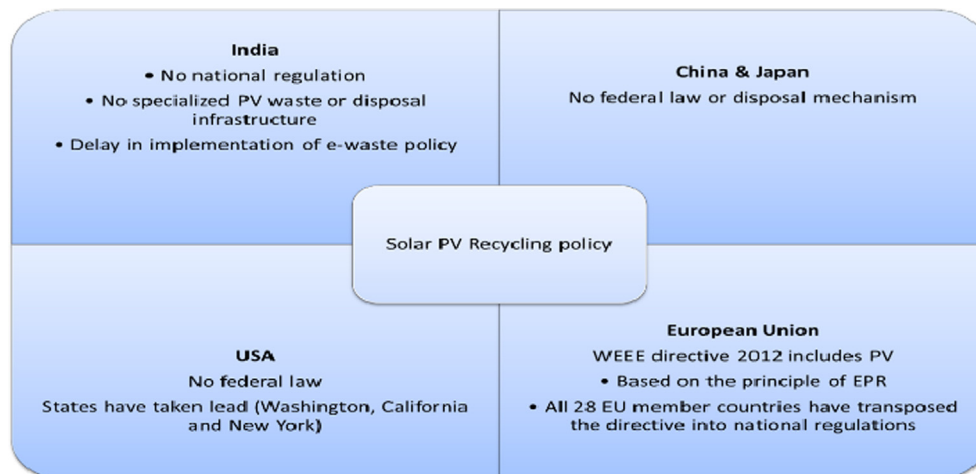 India
• No national regulation
• No specialized PV waste or disposal
infrastructure
• Delay in implementation of e-waste policy
China & Japan
No federal law or disposal mechanism
Solar PV Recycling policy
USA
No federal law
States have taken lead (Washington, California
and New York)
European Union
WEEE directive 2012 includes PV
• Based on the principle of EPR
• All 28 EU member countries have transposed
the directive into national regulations